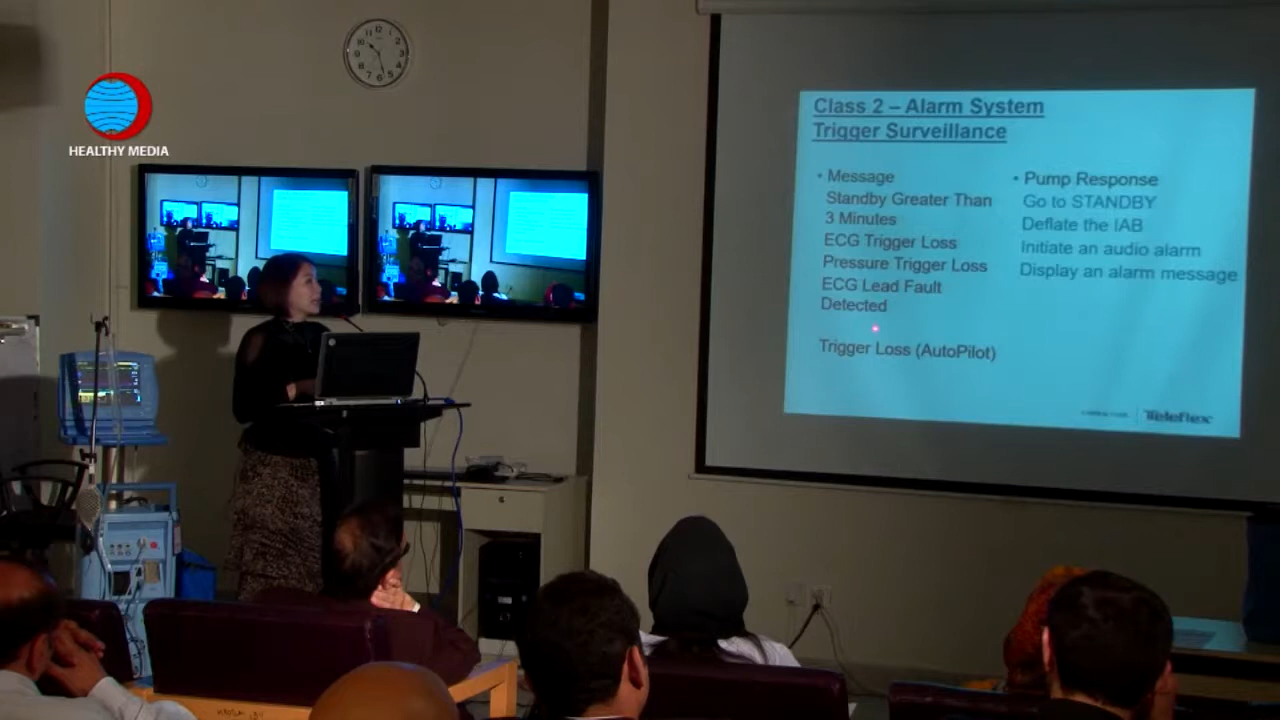 HEALTHY MEDIA
Class 2 – Alarm System
Trigger Surveillance
• Message
Standby Greater Than
3 Minutes
ECG Trigger Loss
Pressure Trigger Loss
ECG Lead Fault
Detected
Trigger Loss (AutoPilot)
• Pump Response
Go to STANDBY
Deflate the IAB
Initiate an audio alarm
Display an alarm message
Teleflex